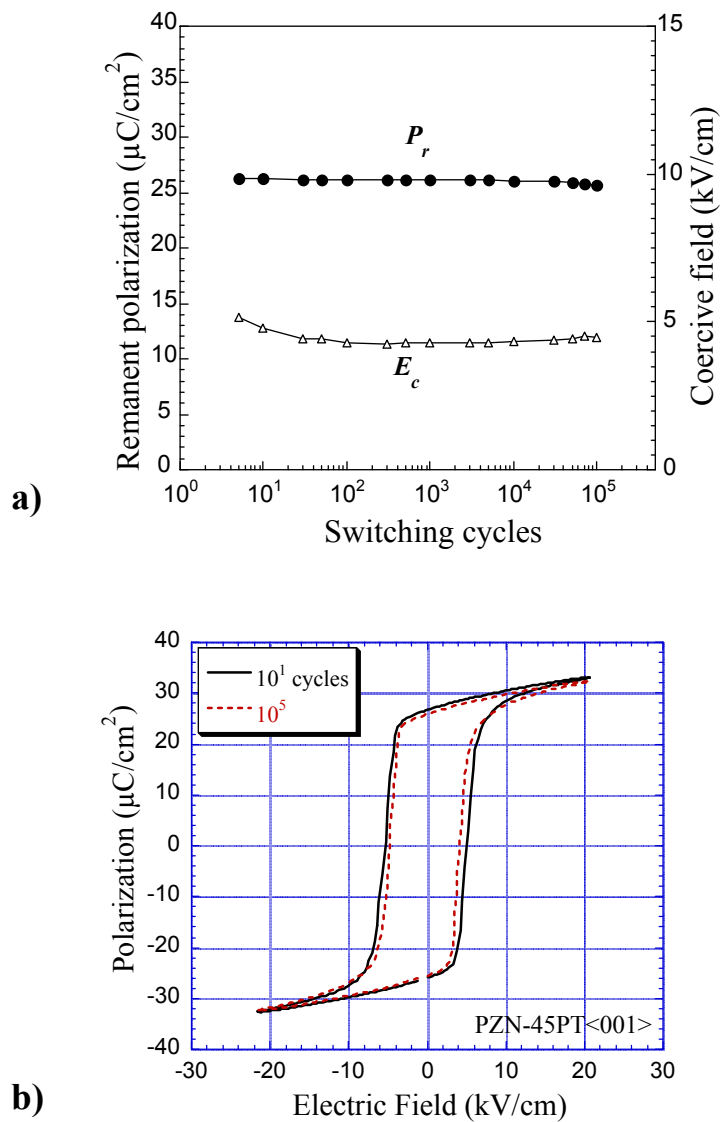 40
35
30
25
20
15
10
5
0
Remanent polarization (µC/cm²)
15
10
5
0
Coercive field (kV/cm)
P_r
E_c
10⁰ 10¹ 10² 10³ 10⁴ 10⁵
Switching cycles
a)
40
30
20
10
0
-10
-20
-30
-40
Polarization (µC/cm²)
10¹ cycles
10⁵
PZN-45PT<001>
-30 -20 -10 0 10 20 30
Electric Field (kV/cm)
b)